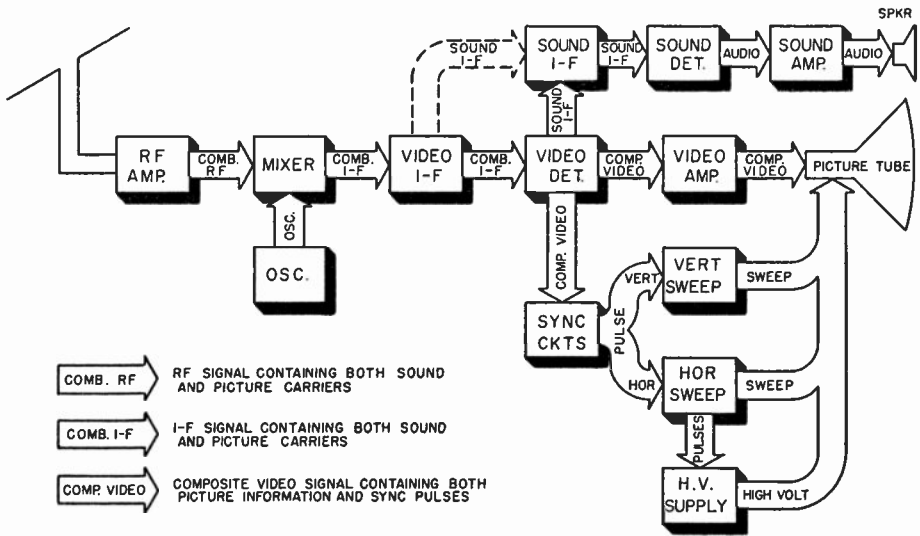 SPKR
SOUND
I-F
SOUND
I-F
SOUND
I-F
SOUND
DET.
AUDIO
SOUND
AMP.
AUDIO
SOUND
I-F
RF
AMP.
COMB.
RF
MIXER
COMB.
I-F
VIDEO
I-F
COMB.
I-F
VIDEO
DET.
COMP.
VIDEO
VIDEO
AMP.
COMP.
VIDEO
PICTURE TUBE
OSC.
OSC.
COMP. VIDEO
SYNC
CKTS
PULSE
VERT
VERT
SWEEP
SWEEP
HOR
HOR
SWEEP
SWEEP
PULSES
H.V.
SUPPLY
HIGH VOLT
COMB. RF
RF SIGNAL CONTAINING BOTH SOUND
AND PICTURE CARRIERS
COMB. I-F
I-F SIGNAL CONTAINING BOTH SOUND
AND PICTURE CARRIERS
COMP. VIDEO
COMPOSITE VIDEO SIGNAL CONTAINING BOTH
PICTURE INFORMATION AND SYNC PULSES